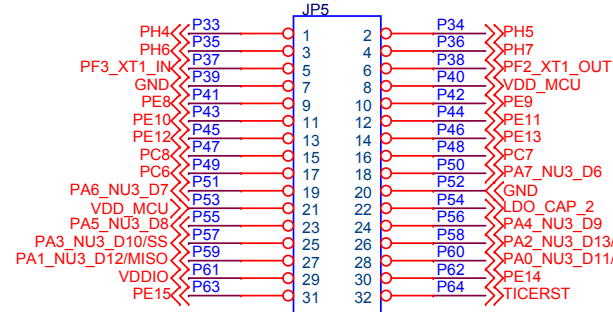 JP5
PH4 P33 1 2 P34 PH5
PH6 P35 3 4 P36 PH7
PF3_XT1_IN P37 5 6 P38 PF2_XT1_OUT
GND P39 7 8 P40 VDD_MCU
PE8 P41 9 10 P42 PE9
PE10 P43 11 12 P44 PE11
PE12 P45 13 14 P46 PE13
PC8 P47 15 16 P48 PC7
PC6 P49 17 18 P50 PA7_NU3_D6
PA6_NU3_D7 P51 19 20 P52 GND
VDD_MCU P53 21 22 P54 LDO_CAP_2
PA5_NU3_D8 P55 23 24 P56 PA4_NU3_D9
PA3_NU3_D10/SS P57 25 26 P58 PA2_NU3_D13/
PA1_NU3_D12/MISO P59 27 28 P60 PA0_NU3_D11/
VDDIO P61 29 30 P62 PE14
PE15 P63 31 32 P64 TICERST